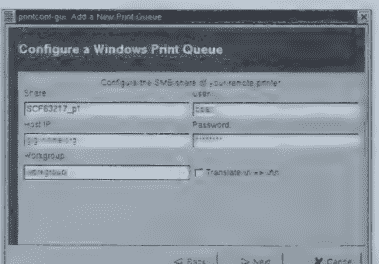 printconf-gui: Add a New Print Queue
Configure a Windows Print Queue
Configure the SMB share of your remote printer
Share: User:
SCF63217_p1
Host IP: Password:
Workgroup:
workgroup Translate \n => \r\n
Back Next Cancel